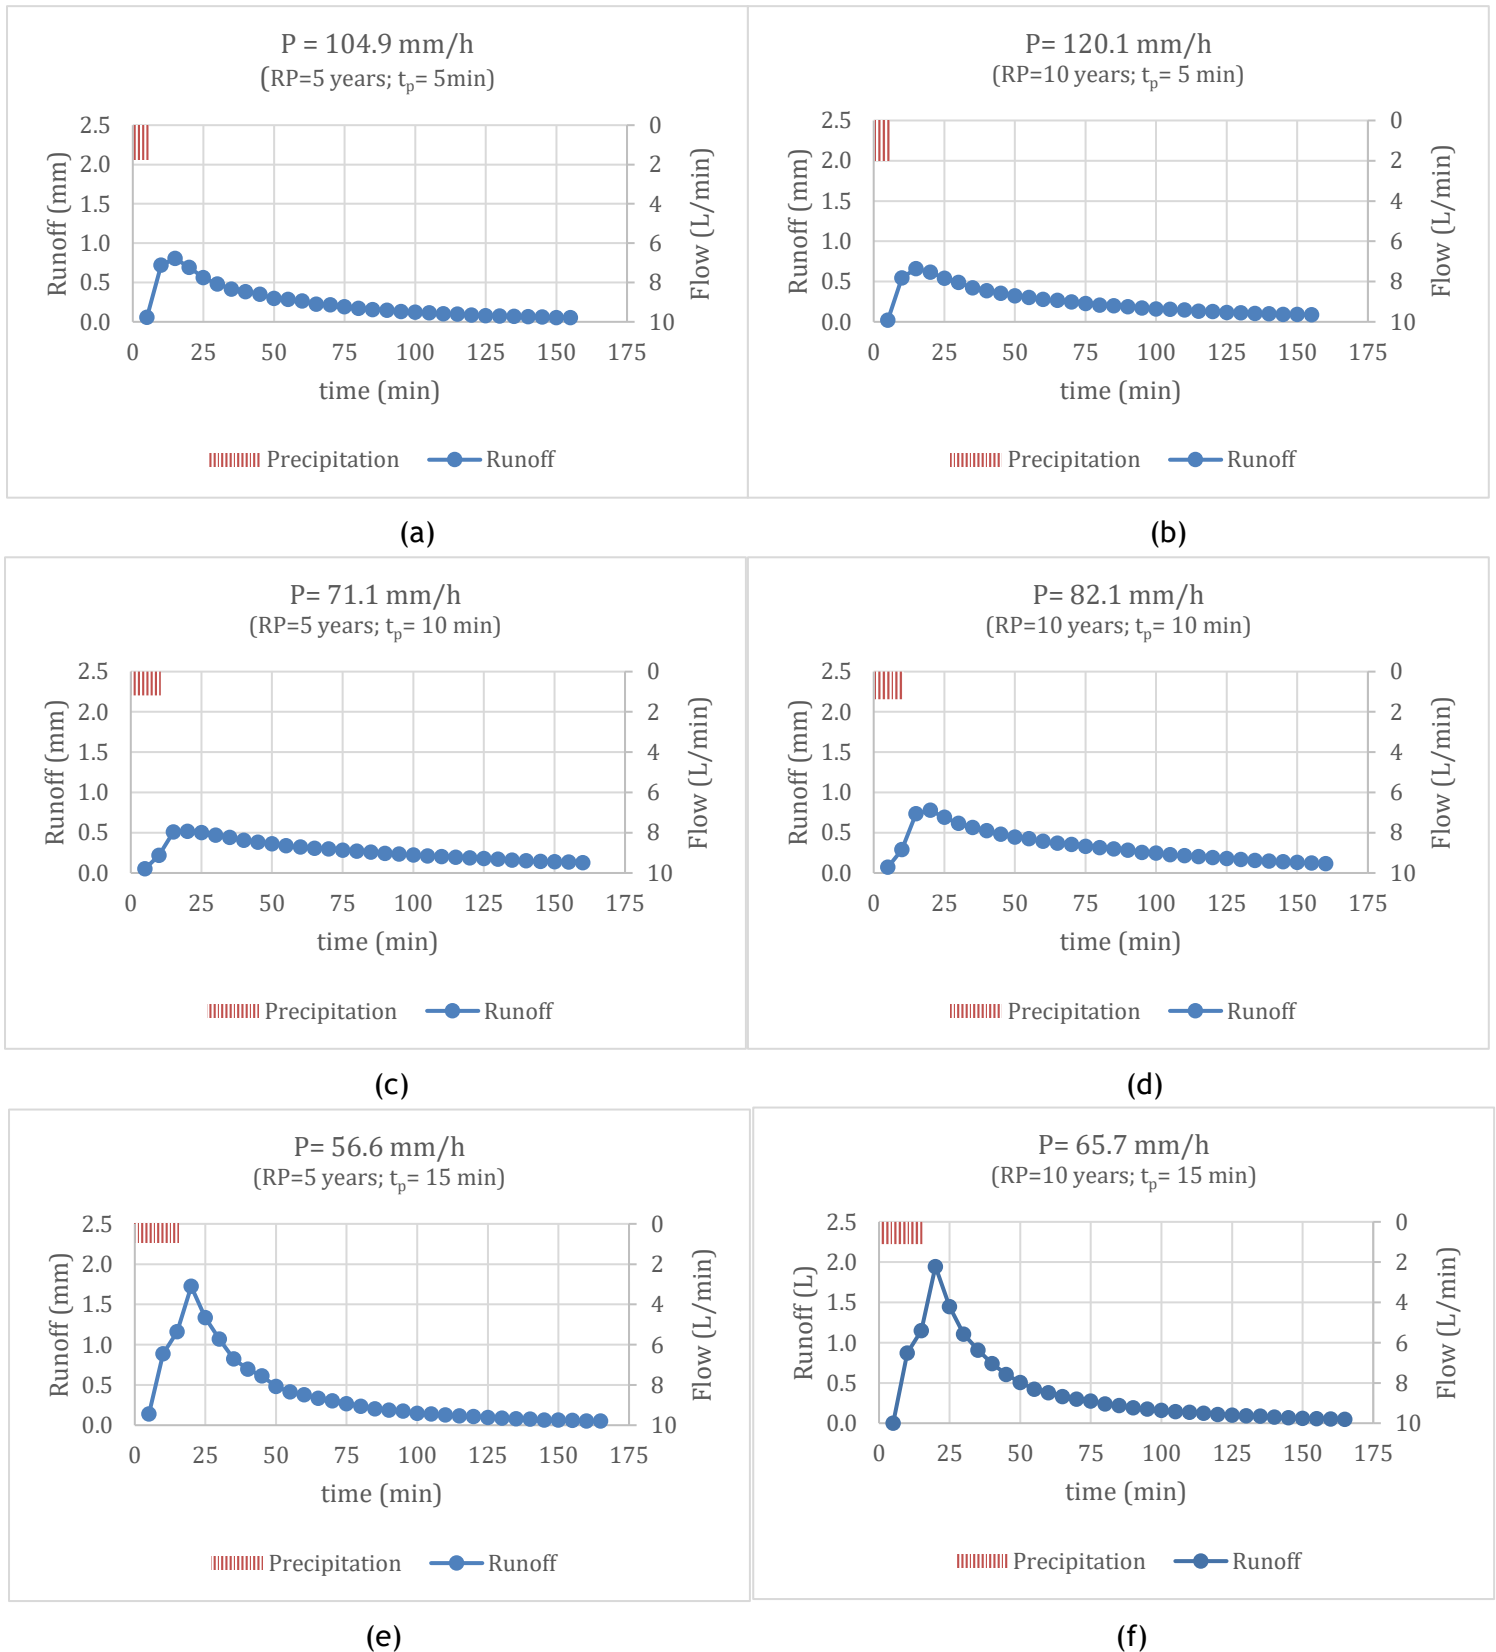 P = 104.9 mm/h
(RP=5 years; tp= 5min)
2.5
2.0
1.5
1.0
0.5
0.0
Runoff (mm)
0
2
4
6
8
10
Flow (L/min)
0 25 50 75 100 125 150 175
time (min)
Precipitation Runoff
(a)
P= 120.1 mm/h
(RP=10 years; tp= 5 min)
2.5
2.0
1.5
1.0
0.5
0.0
Runoff (mm)
0
2
4
6
8
10
Flow (L/min)
0 25 50 75 100 125 150 175
time (min)
Precipitation Runoff
(b)
P= 71.1 mm/h
(RP=5 years; tp= 10 min)
2.5
2.0
1.5
1.0
0.5
0.0
Runoff (mm)
0
2
4
6
8
10
Flow (L/min)
0 25 50 75 100 125 150 175
time (min)
Precipitation Runoff
(c)
P= 82.1 mm/h
(RP=10 years; tp= 10 min)
2.5
2.0
1.5
1.0
0.5
0.0
Runoff (mm)
0
2
4
6
8
10
Flow (L/min)
0 25 50 75 100 125 150 175
time (min)
Precipitation Runoff
(d)
P= 56.6 mm/h
(RP=5 years; tp= 15 min)
2.5
2.0
1.5
1.0
0.5
0.0
Runoff (mm)
0
2
4
6
8
10
Flow (L/min)
0 25 50 75 100 125 150 175
time (min)
Precipitation Runoff
(e)
P= 65.7 mm/h
(RP=10 years; tp= 15 min)
2.5
2.0
1.5
1.0
0.5
0.0
Runoff (L)
0
2
4
6
8
10
Flow (L/min)
0 25 50 75 100 125 150 175
time (min)
Precipitation Runoff
(f)